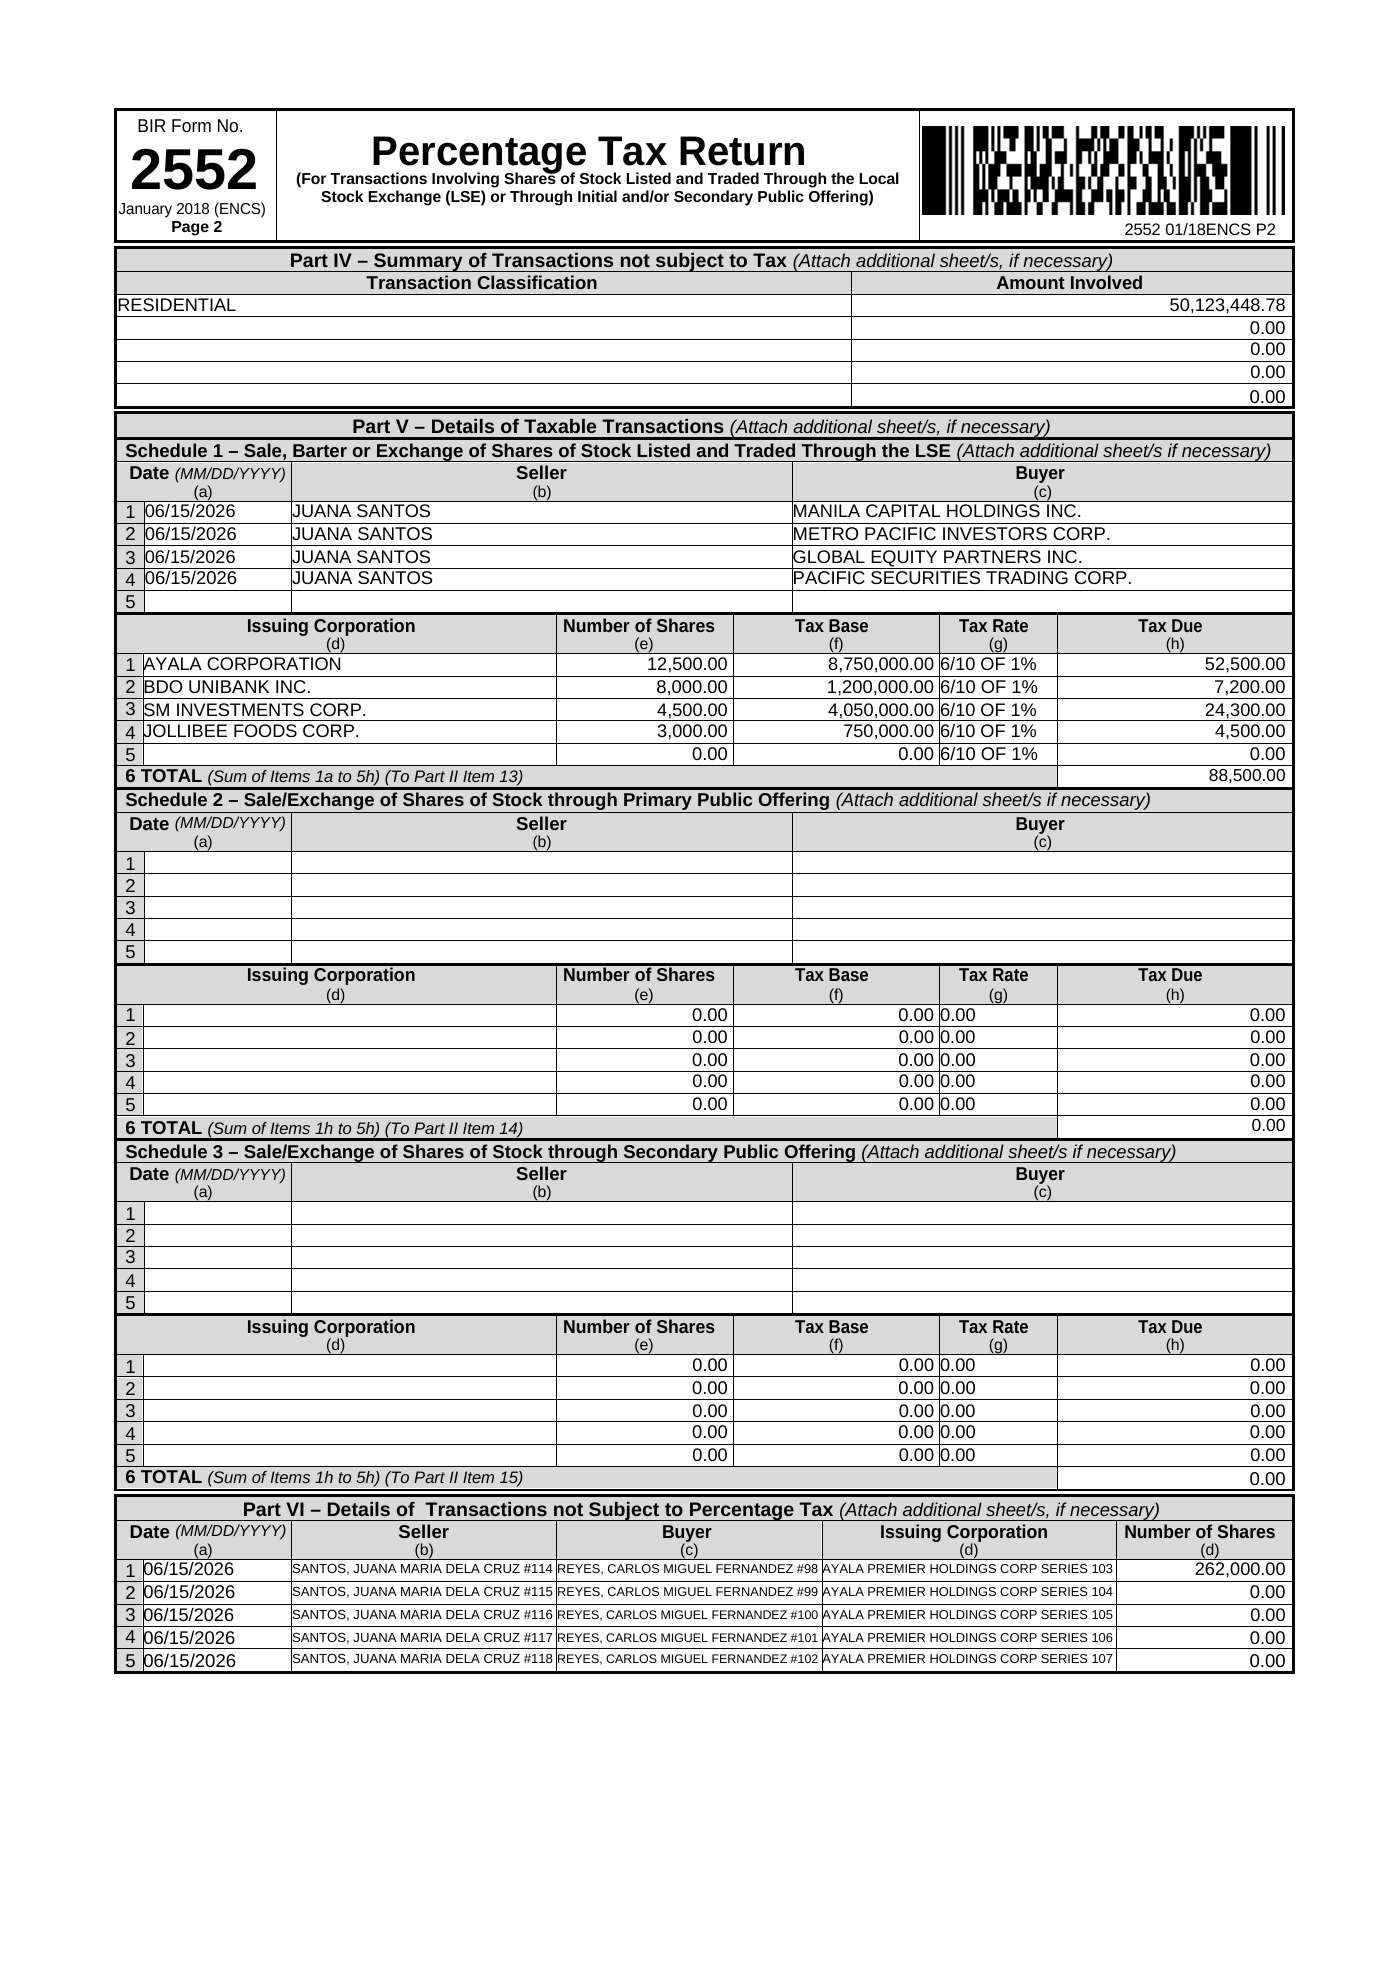 BIR Form No.
2552
January 2018 (ENCS)
Page 2
Percentage Tax Return
(For Transactions Involving Shares of Stock Listed and Traded Through the Local
Stock Exchange (LSE) or Through Initial and/or Secondary Public Offering)
2552 01/18ENCS P2
Part IV – Summary of Transactions not subject to Tax (Attach additional sheet/s, if necessary)
Transaction Classification Amount Involved
RESIDENTIAL 50,123,448.78
0.00
0.00
0.00
0.00
Part V – Details of Taxable Transactions (Attach additional sheet/s, if necessary)
Schedule 1 – Sale, Barter or Exchange of Shares of Stock Listed and Traded Through the LSE (Attach additional sheet/s if necessary)
Date (MM/DD/YYYY) Seller Buyer
(a) (b) (c)
1 06/15/2026 JUANA SANTOS MANILA CAPITAL HOLDINGS INC.
2 06/15/2026 JUANA SANTOS METRO PACIFIC INVESTORS CORP.
3 06/15/2026 JUANA SANTOS GLOBAL EQUITY PARTNERS INC.
4 06/15/2026 JUANA SANTOS PACIFIC SECURITIES TRADING CORP.
5
Issuing Corporation Number of Shares Tax Base Tax Rate Tax Due
(d) (e) (f) (g) (h)
1 AYALA CORPORATION 12,500.00 8,750,000.00 6/10 OF 1% 52,500.00
2 BDO UNIBANK INC. 8,000.00 1,200,000.00 6/10 OF 1% 7,200.00
3 SM INVESTMENTS CORP. 4,500.00 4,050,000.00 6/10 OF 1% 24,300.00
4 JOLLIBEE FOODS CORP. 3,000.00 750,000.00 6/10 OF 1% 4,500.00
5 0.00 0.00 6/10 OF 1% 0.00
6 TOTAL (Sum of Items 1a to 5h) (To Part II Item 13) 88,500.00
Schedule 2 – Sale/Exchange of Shares of Stock through Primary Public Offering (Attach additional sheet/s if necessary)
Date (MM/DD/YYYY) Seller Buyer
(a) (b) (c)
1
2
3
4
5
Issuing Corporation Number of Shares Tax Base Tax Rate Tax Due
(d) (e) (f) (g) (h)
1 0.00 0.00 0.00 0.00
2 0.00 0.00 0.00 0.00
3 0.00 0.00 0.00 0.00
4 0.00 0.00 0.00 0.00
5 0.00 0.00 0.00 0.00
6 TOTAL (Sum of Items 1h to 5h) (To Part II Item 14) 0.00
Schedule 3 – Sale/Exchange of Shares of Stock through Secondary Public Offering (Attach additional sheet/s if necessary)
Date (MM/DD/YYYY) Seller Buyer
(a) (b) (c)
1
2
3
4
5
Issuing Corporation Number of Shares Tax Base Tax Rate Tax Due
(d) (e) (f) (g) (h)
1 0.00 0.00 0.00 0.00
2 0.00 0.00 0.00 0.00
3 0.00 0.00 0.00 0.00
4 0.00 0.00 0.00 0.00
5 0.00 0.00 0.00 0.00
6 TOTAL (Sum of Items 1h to 5h) (To Part II Item 15) 0.00
Part VI – Details of Transactions not Subject to Percentage Tax (Attach additional sheet/s, if necessary)
Date (MM/DD/YYYY) Seller Buyer Issuing Corporation Number of Shares
(a) (b) (c) (d) (d)
1 06/15/2026 SANTOS, JUANA MARIA DELA CRUZ #114 REYES, CARLOS MIGUEL FERNANDEZ #98 AYALA PREMIER HOLDINGS CORP SERIES 103 262,000.00
2 06/15/2026 SANTOS, JUANA MARIA DELA CRUZ #115 REYES, CARLOS MIGUEL FERNANDEZ #99 AYALA PREMIER HOLDINGS CORP SERIES 104 0.00
3 06/15/2026 SANTOS, JUANA MARIA DELA CRUZ #116 REYES, CARLOS MIGUEL FERNANDEZ #100 AYALA PREMIER HOLDINGS CORP SERIES 105 0.00
4 06/15/2026 SANTOS, JUANA MARIA DELA CRUZ #117 REYES, CARLOS MIGUEL FERNANDEZ #101 AYALA PREMIER HOLDINGS CORP SERIES 106 0.00
5 06/15/2026 SANTOS, JUANA MARIA DELA CRUZ #118 REYES, CARLOS MIGUEL FERNANDEZ #102 AYALA PREMIER HOLDINGS CORP SERIES 107 0.00